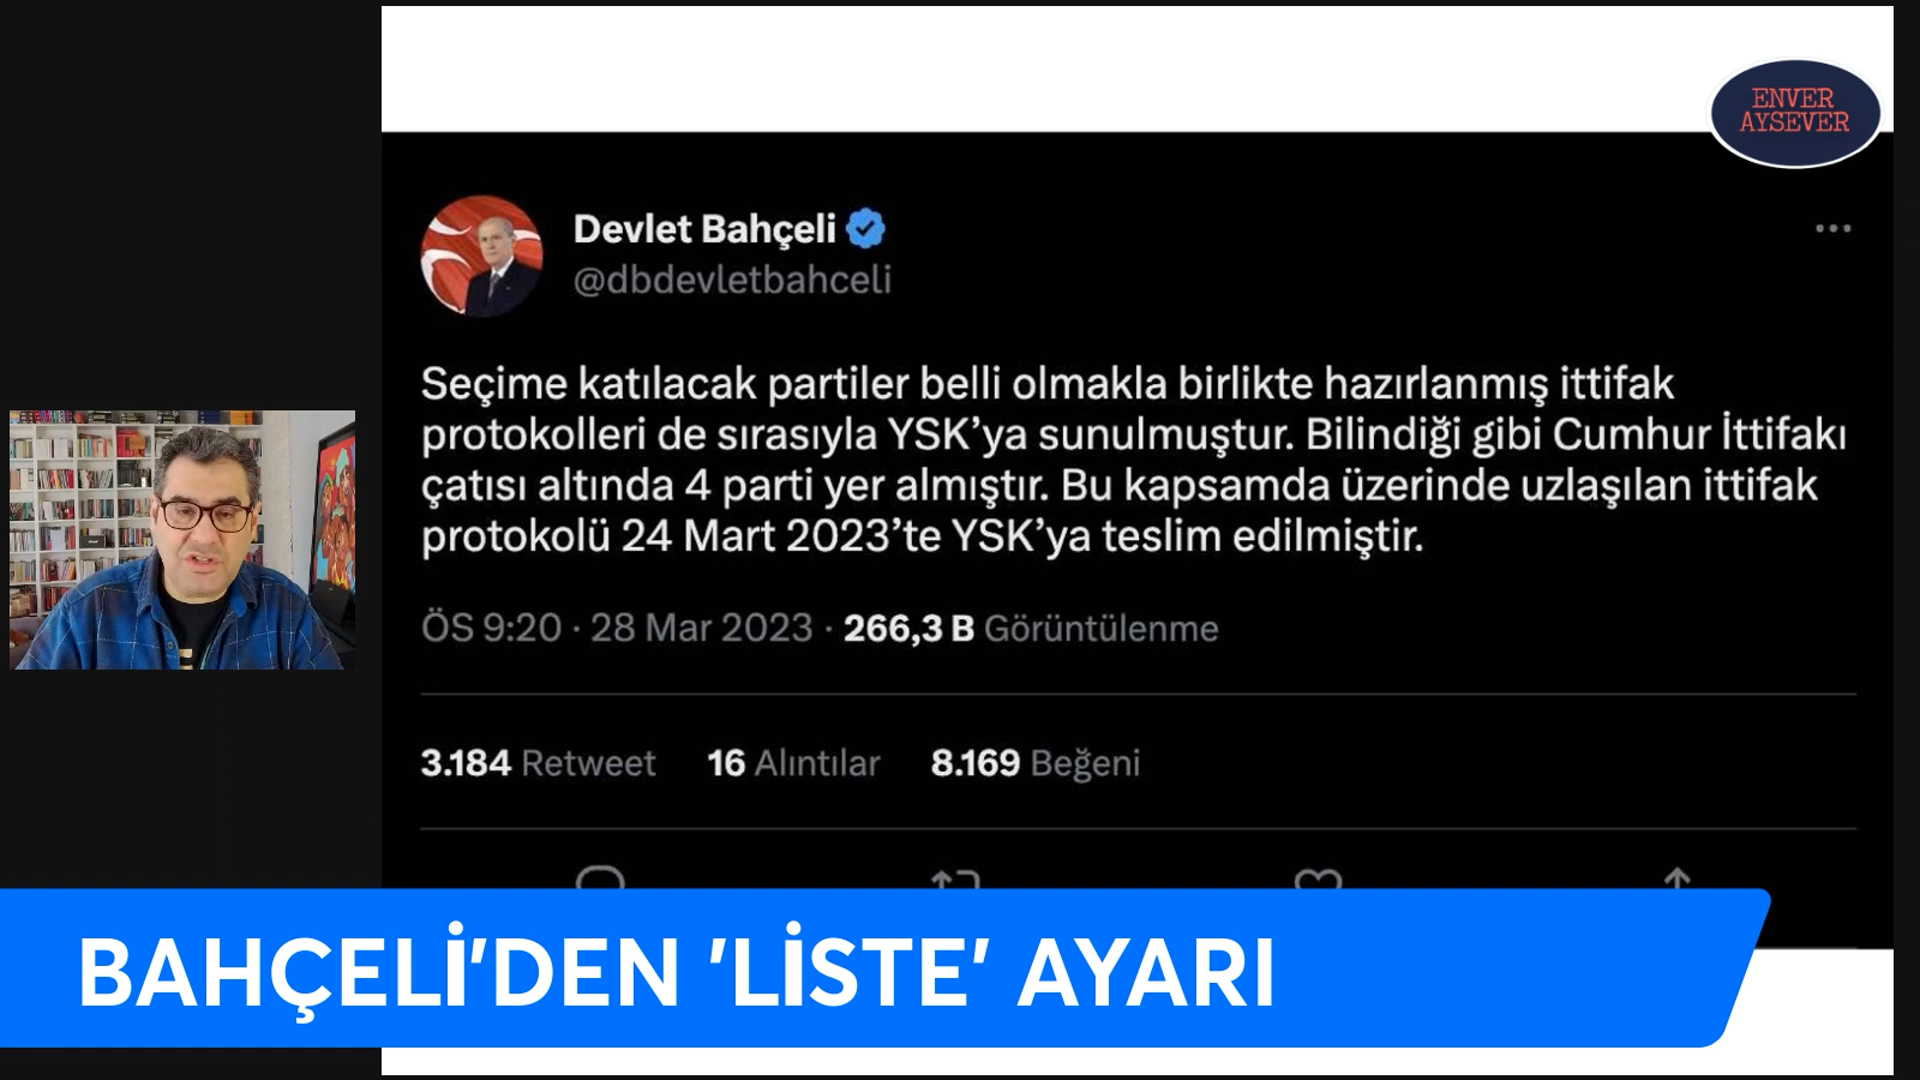 ENVER
AYSEVER
Devlet Bahçeli
@dbdevletbahceli
Seçime katılacak partiler belli olmakla birlikte hazırlanmış ittifak
protokolleri de sırasıyla YSK’ya sunulmuştur. Bilindiği gibi Cumhur İttifakı
çatısı altında 4 parti yer almıştır. Bu kapsamda üzerinde uzlaşılan ittifak
protokolü 24 Mart 2023’te YSK’ya teslim edilmiştir.
ÖS 9:20 · 28 Mar 2023 · 266,3 B Görüntülenme
3.184 Retweet 16 Alıntılar 8.169 Beğeni
BAHÇELİ'DEN 'LİSTE' AYARI